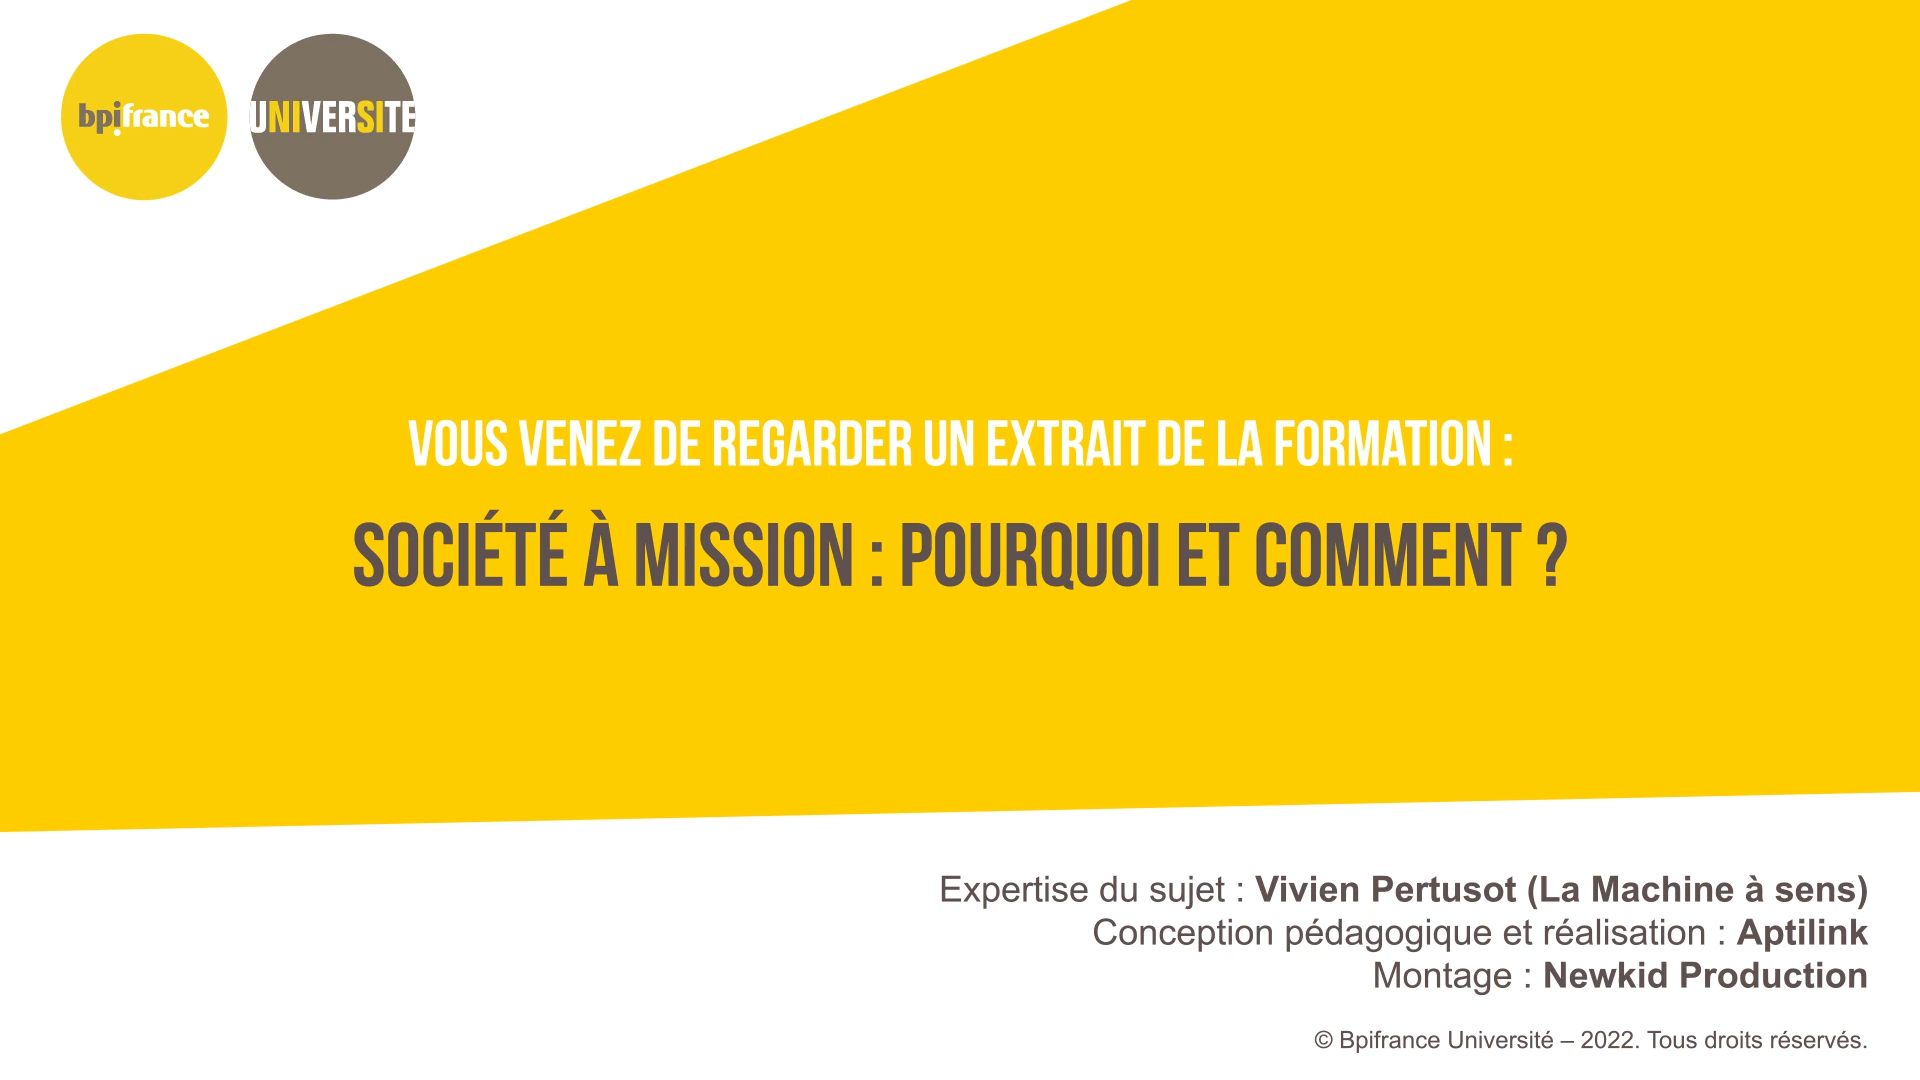 bpifrance
UNIVERSITE
VOUS VENEZ DE REGARDER UN EXTRAIT DE LA FORMATION :
SOCIÉTÉ À MISSION : POURQUOI ET COMMENT ?
Expertise du sujet : Vivien Pertusot (La Machine à sens)
Conception pédagogique et réalisation : Aptilink
Montage : Newkid Production
© Bpifrance Université – 2022. Tous droits réservés.